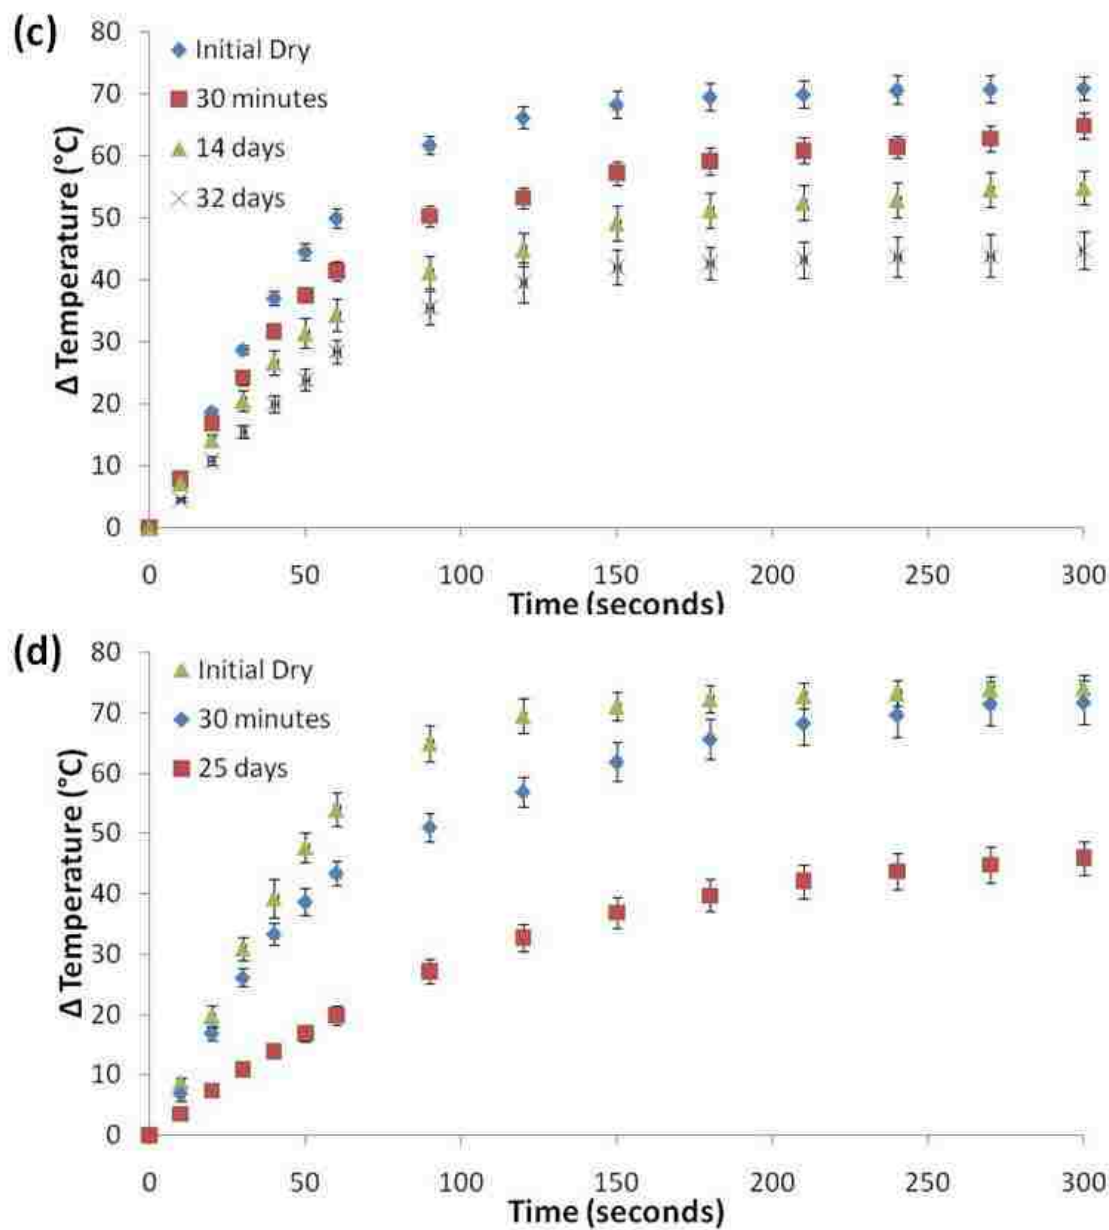 (c)
80
70
60
50
40
30
20
10
0
Δ Temperature (°C)
Initial Dry
30 minutes
14 days
32 days
0 50 100 150 200 250 300
Time (seconds)
(d)
80
70
60
50
40
30
20
10
0
Δ Temperature (°C)
Initial Dry
30 minutes
25 days
0 50 100 150 200 250 300
Time (seconds)